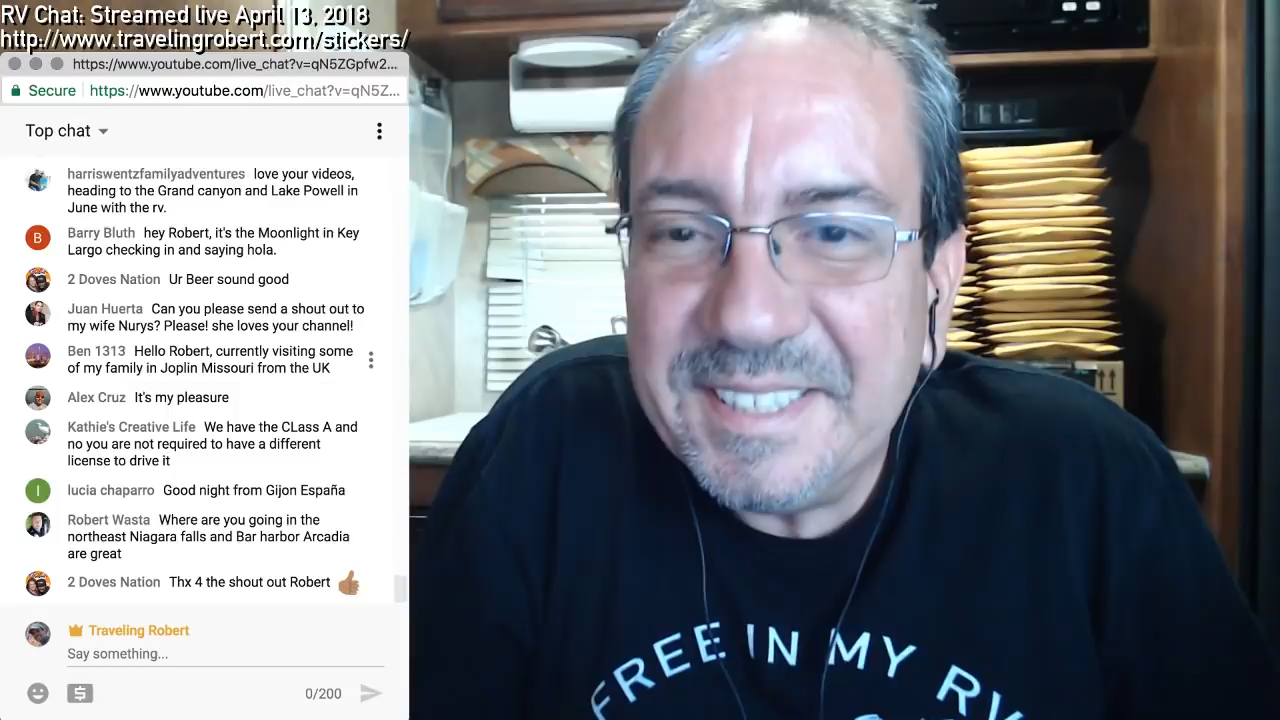 RV Chat: Streamed live April 13, 2018
http://www.travelingrobert.com/stickers/
https://www.youtube.com/live_chat?v=qN5ZGpfw2...
Secure https://www.youtube.com/live_chat?v=qN5Z...
Top chat
harriswentzfamilyadventures love your videos,
heading to the Grand canyon and Lake Powell in
June with the rv.
B
Barry Bluth hey Robert, it's the Moonlight in Key
Largo checking in and saying hola.
2 Doves Nation Ur Beer sound good
Juan Huerta Can you please send a shout out to
my wife Nurys? Please! she loves your channel!
Ben 1313 Hello Robert, currently visiting some
of my family in Joplin Missouri from the UK
Alex Cruz It's my pleasure
Kathie's Creative Life We have the CLass A and
no you are not required to have a different
license to drive it
l
lucia chaparro Good night from Gijon España
Robert Wasta Where are you going in the
northeast Niagara falls and Bar harbor Arcadia
are great
2 Doves Nation Thx 4 the shout out Robert
Traveling Robert
Say something...
$
0/200
FREE IN MY RV